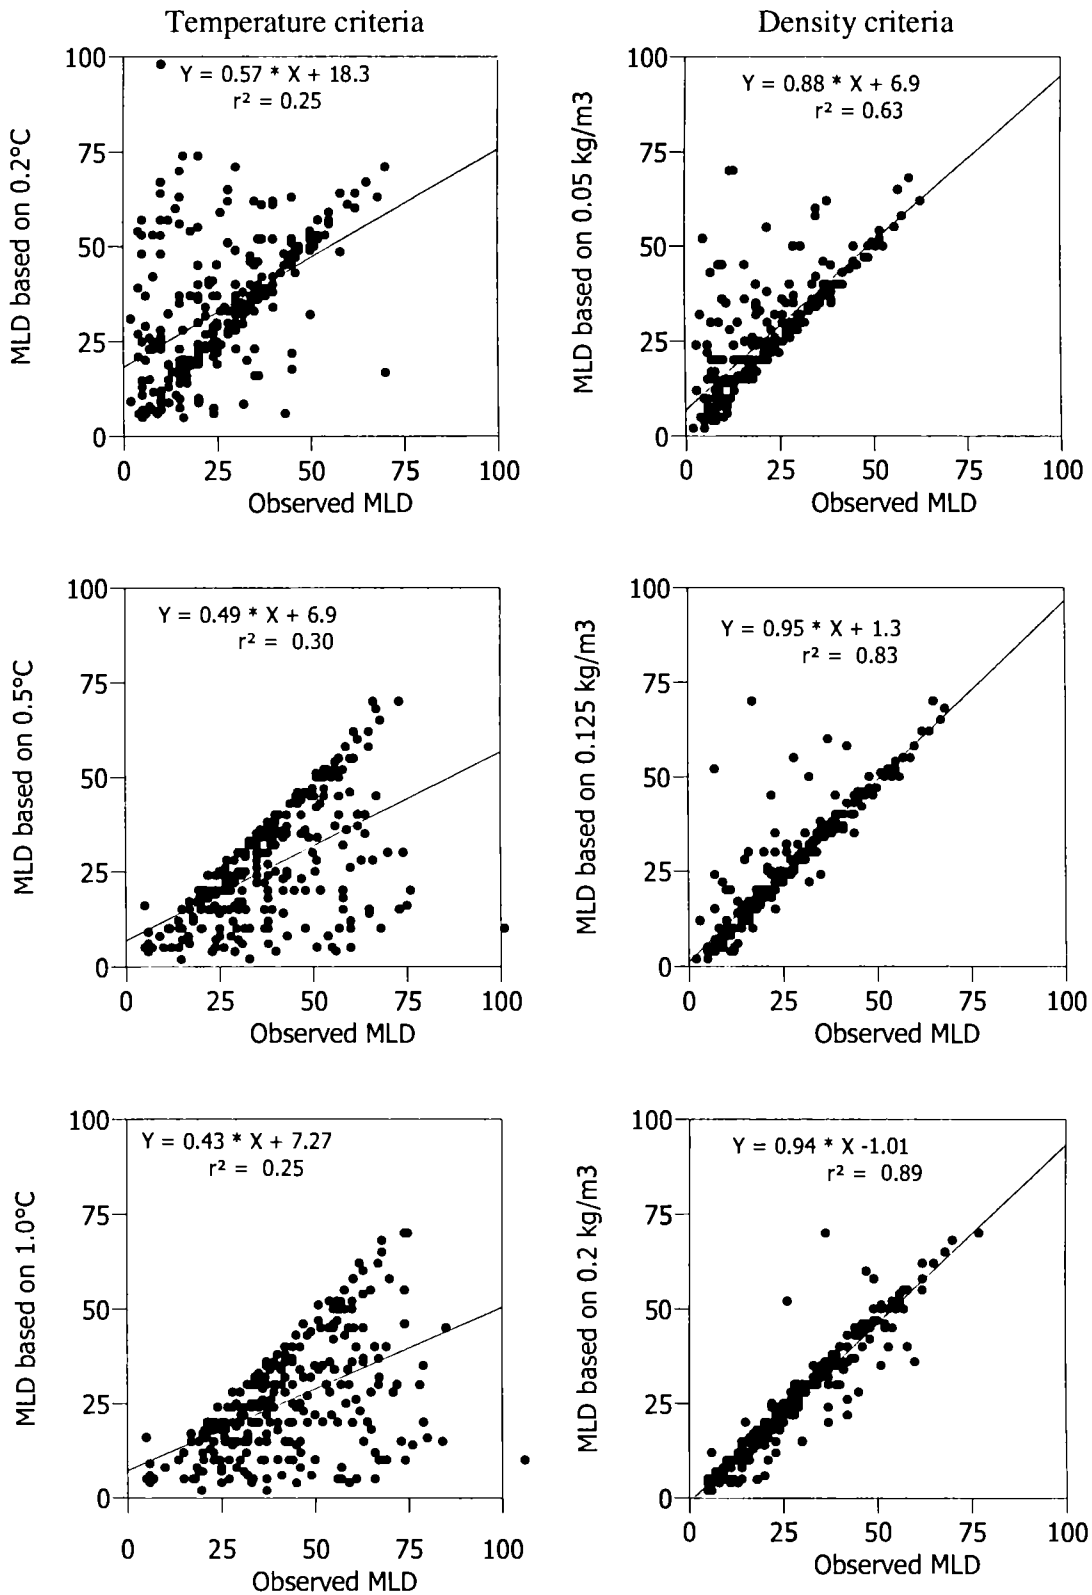 Temperature criteria
Density criteria
100
75
50
25
0
MLD based on 0.2°C
Y = 0.57 * X + 18.3
r² = 0.25
0 25 50 75 100
Observed MLD
100
75
50
25
0
MLD based on 0.05 kg/m3
Y = 0.88 * X + 6.9
r² = 0.63
0 25 50 75 100
Observed MLD
100
75
50
25
0
MLD based on 0.5°C
Y = 0.49 * X + 6.9
r² = 0.30
0 25 50 75 100
Observed MLD
100
75
50
25
0
MLD based on 0.125 kg/m3
Y = 0.95 * X + 1.3
r² = 0.83
0 25 50 75 100
Observed MLD
100
75
50
25
0
MLD based on 1.0°C
Y = 0.43 * X + 7.27
r² = 0.25
0 25 50 75 100
Observed MLD
100
75
50
25
0
MLD based on 0.2 kg/m3
Y = 0.94 * X -1.01
r² = 0.89
0 25 50 75 100
Observed MLD